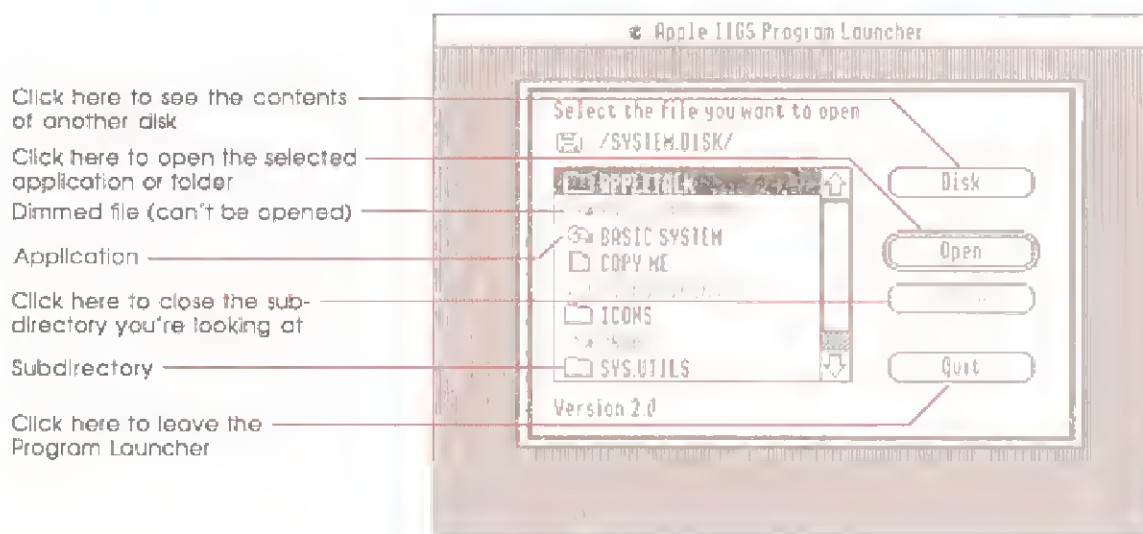 Apple IIGS Program Launcher
Click here to see the contents
of another disk
Click here to open the selected
application or folder
Dimmed file (can't be opened)
Application
Click here to close the sub-
directory you're looking at
Subdirectory
Click here to leave the
Program Launcher
Select the file you want to open
/SYSTEM.DISK/
APPLETALK
BASIC.SYSTEM
COPY.ME
ICONS
SYS.UTILS
Version 2.0
Disk
Open
Quit